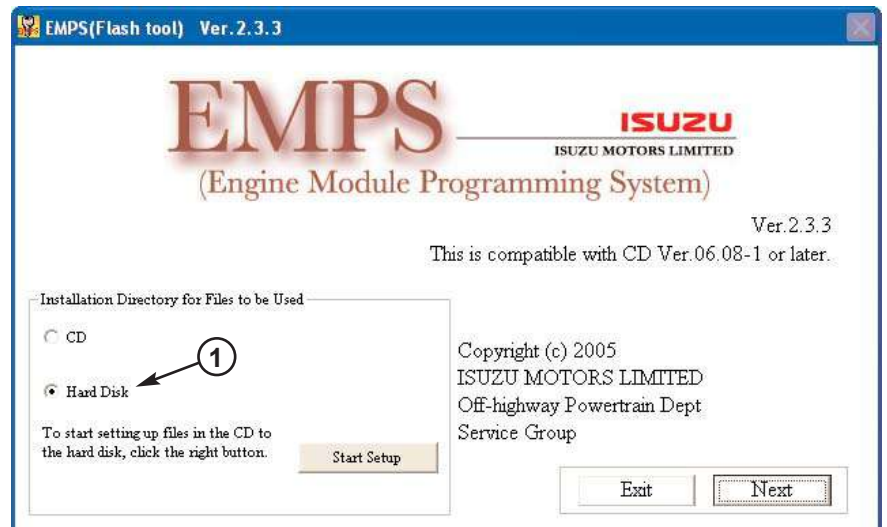 EMPS(Flash tool) Ver.2.3.3
EMPS
ISUZU
ISUZU MOTORS LIMITED
(Engine Module Programming System)
Ver.2.3.3
This is compatible with CD Ver.06.08-1 or later.
Installation Directory for Files to be Used
CD
1
Hard Disk
To start setting up files in the CD to
the hard disk, click the right button.
Start Setup
Copyright (c) 2005
ISUZU MOTORS LIMITED
Off-highway Powertrain Dept
Service Group
Exit
Next